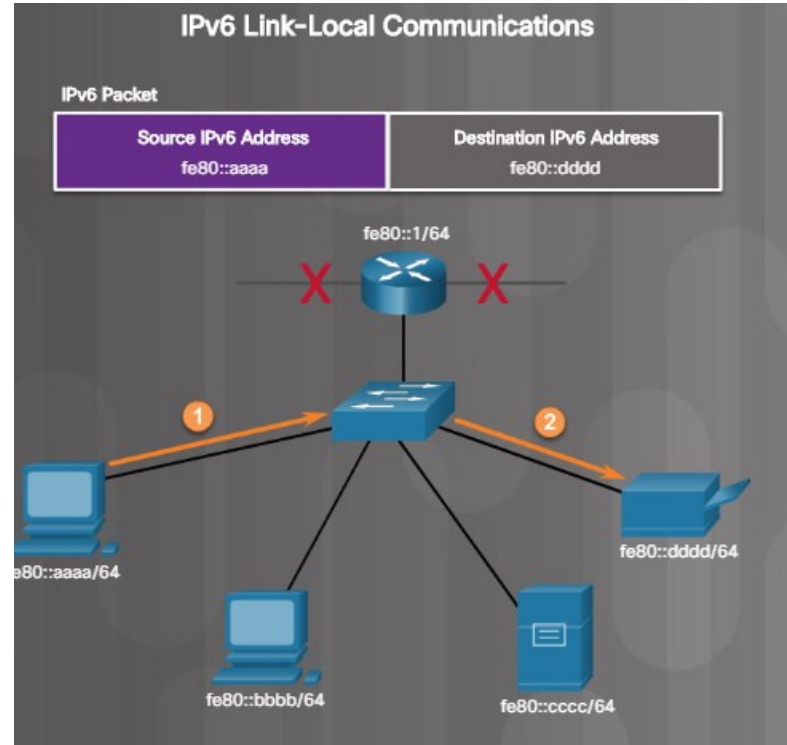 IPv6 Link-Local Communications
IPv6 Packet
Source IPv6 Address
fe80::aaaa
Destination IPv6 Address
fe80::dddd
fe80::1/64
X
X
1
2
e80::aaaa/64
fe80::dddd/64
fe80::bbbb/64
fe80::cccc/64